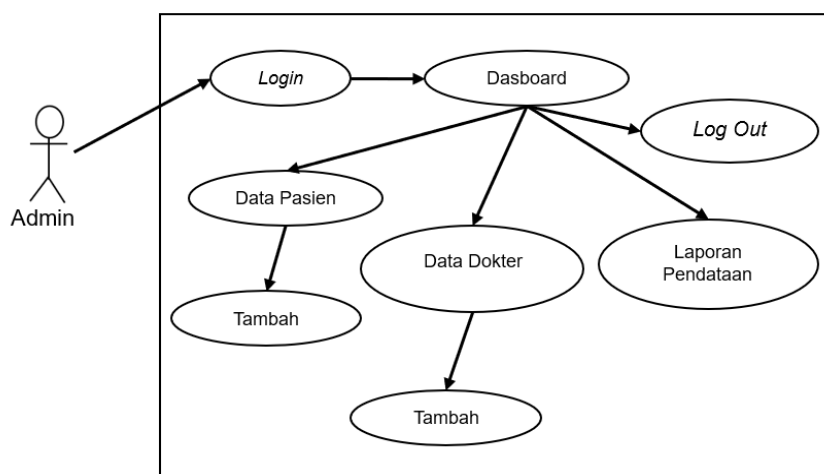 Login
Dasboard
Log Out
Admin
Data Pasien
Data Dokter
Laporan
Pendataan
Tambah
Tambah